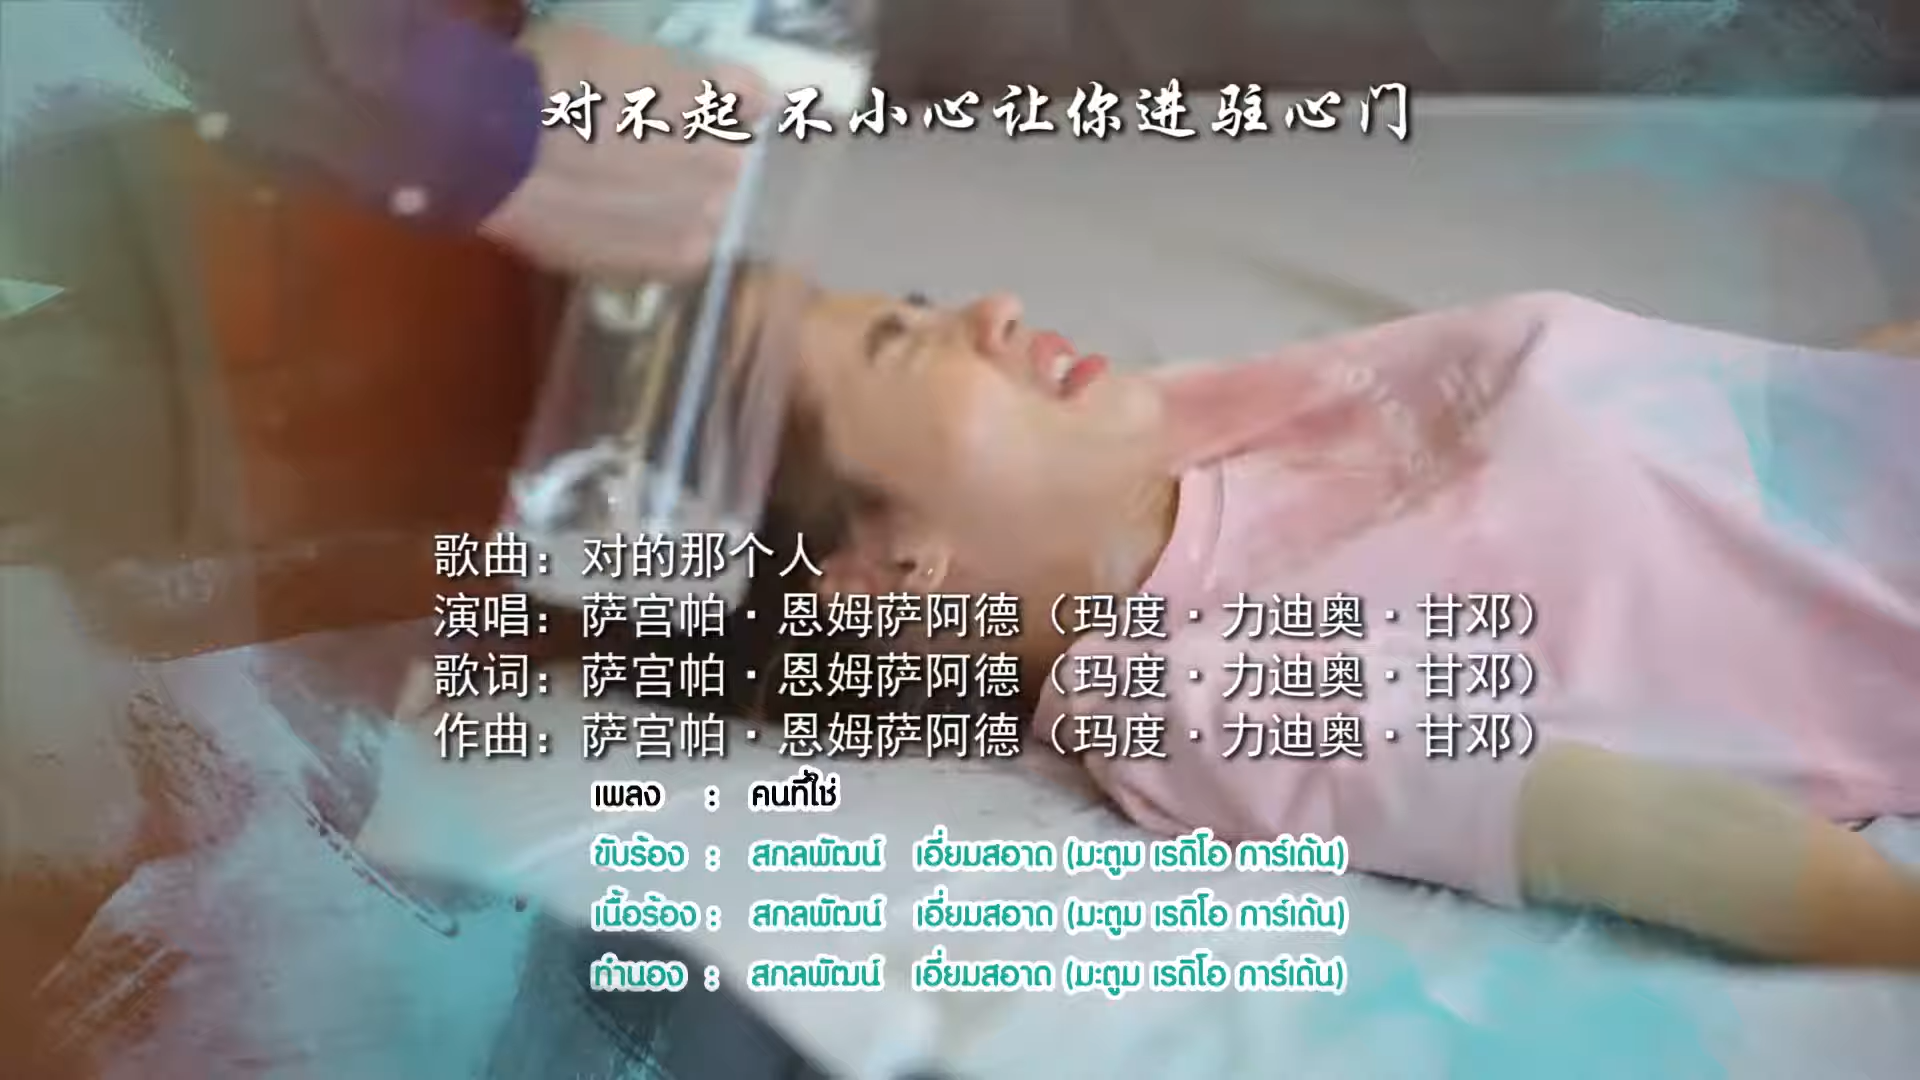 对不起 不小心让你进驻心门
歌曲：对的那个人
演唱：萨宫帕·恩姆萨阿德（玛度·力迪奥·甘邓）
歌词：萨宫帕·恩姆萨阿德（玛度·力迪奥·甘邓）
作曲：萨宫帕·恩姆萨阿德（玛度·力迪奥·甘邓）
เพลง : คนที่ใช่
ขับร้อง : สกลพัฒน์ เอี่ยมสอาด (มะตูม เรดิโอ การ์เด้น)
เนื้อร้อง : สกลพัฒน์ เอี่ยมสอาด (มะตูม เรดิโอ การ์เด้น)
ทำนอง : สกลพัฒน์ เอี่ยมสอาด (มะตูม เรดิโอ การ์เด้น)